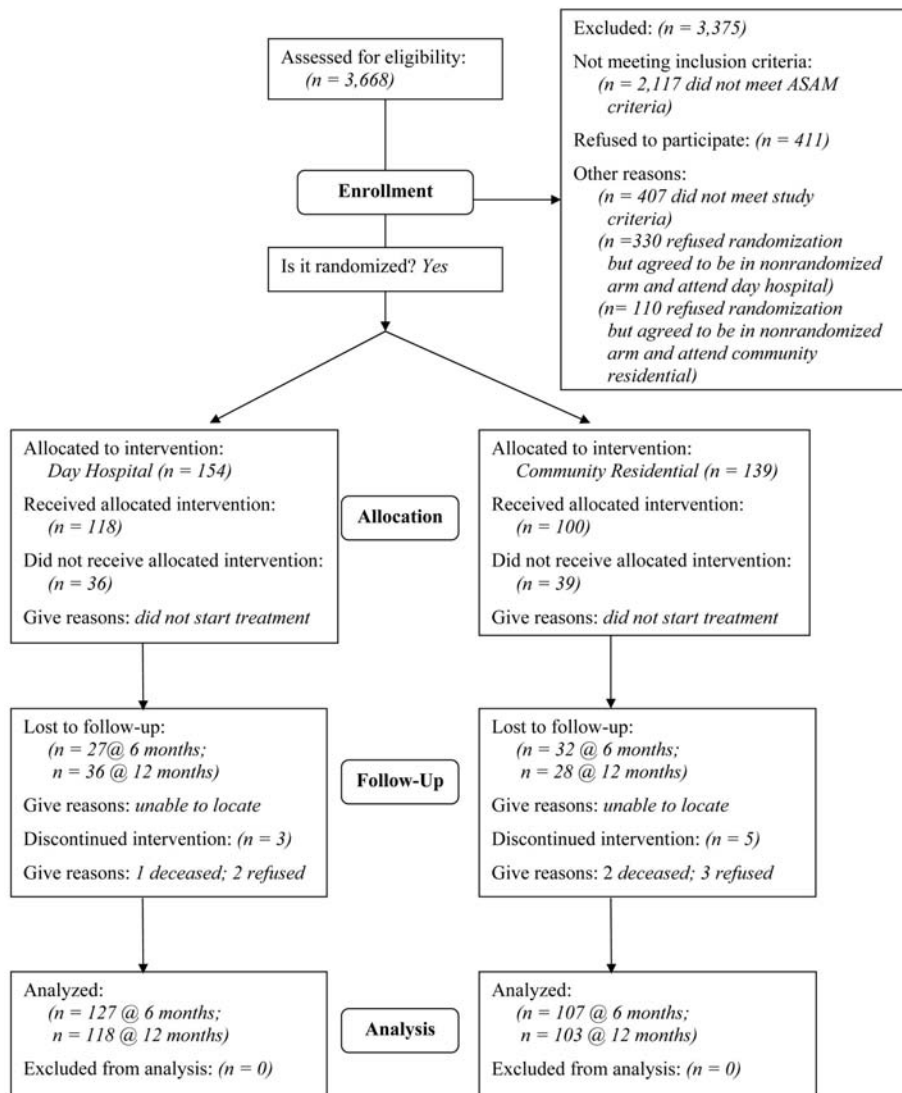 Assessed for eligibility:
(n = 3,668)
Excluded: (n = 3,375)
Not meeting inclusion criteria:
(n = 2,117 did not meet ASAM
criteria)
Refused to participate: (n = 411)
Other reasons:
(n = 407 did not meet study
criteria)
(n =330 refused randomization
but agreed to be in nonrandomized
arm and attend day hospital)
(n= 110 refused randomization
but agreed to be in nonrandomized
arm and attend community
residential)
Enrollment
Is it randomized? Yes
Allocated to intervention:
Day Hospital (n = 154)
Received allocated intervention:
(n = 118)
Did not receive allocated intervention:
(n = 36)
Give reasons: did not start treatment
Allocation
Allocated to intervention:
Community Residential (n = 139)
Received allocated intervention:
(n = 100)
Did not receive allocated intervention:
(n = 39)
Give reasons: did not start treatment
Lost to follow-up:
(n = 27@ 6 months;
n = 36 @ 12 months)
Give reasons: unable to locate
Discontinued intervention: (n = 3)
Give reasons: 1 deceased; 2 refused
Follow-Up
Lost to follow-up:
(n = 32 @ 6 months;
n = 28 @ 12 months)
Give reasons: unable to locate
Discontinued intervention: (n = 5)
Give reasons: 2 deceased; 3 refused
Analyzed:
(n = 127 @ 6 months;
n = 118 @ 12 months)
Excluded from analysis: (n = 0)
Analysis
Analyzed:
(n = 107 @ 6 months;
n = 103 @ 12 months)
Excluded from analysis: (n = 0)